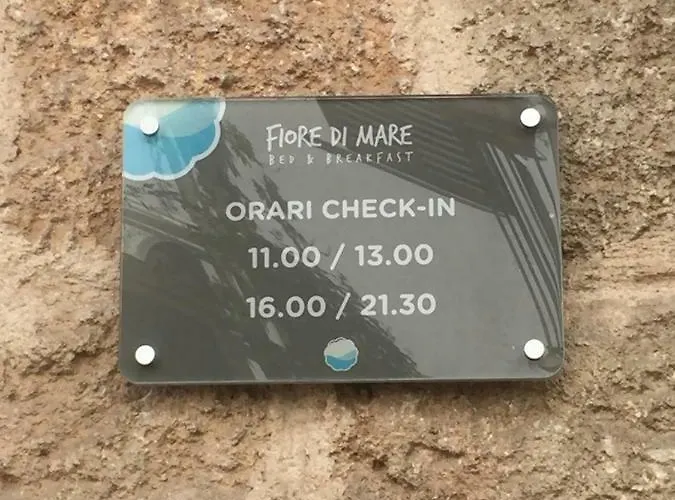 FIORE DI MARE
BED & BREAKFAST
ORARI CHECK-IN
11.00 / 13.00
16.00 / 21.30